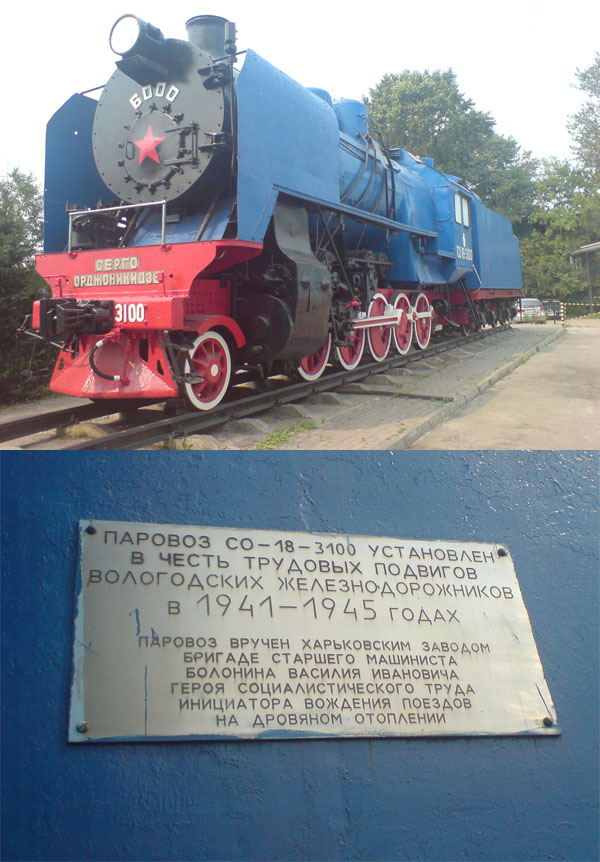 6000
СЕРГО
ОРДЖОНИКИДЗЕ
3100
ПАРОВОЗ СО-18-3100 УСТАНОВЛЕН
В ЧЕСТЬ ТРУДОВЫХ ПОДВИГОВ
ВОЛОГОДСКИХ ЖЕЛЕЗНОДОРОЖНИКОВ
В 1941-1945 ГОДАХ
ПАРОВОЗ ВРУЧЕН ХАРЬКОВСКИМ ЗАВОДОМ
БРИГАДЕ СТАРШЕГО МАШИНИСТА
БОЛОНИНА ВАСИЛИЯ ИВАНОВИЧА
ГЕРОЯ СОЦИАЛИСТИЧЕСКОГО ТРУДА
ИНИЦИАТОРА ВОЖДЕНИЯ ПОЕЗДОВ
НА ДРОВЯНОМ ОТОПЛЕНИИ